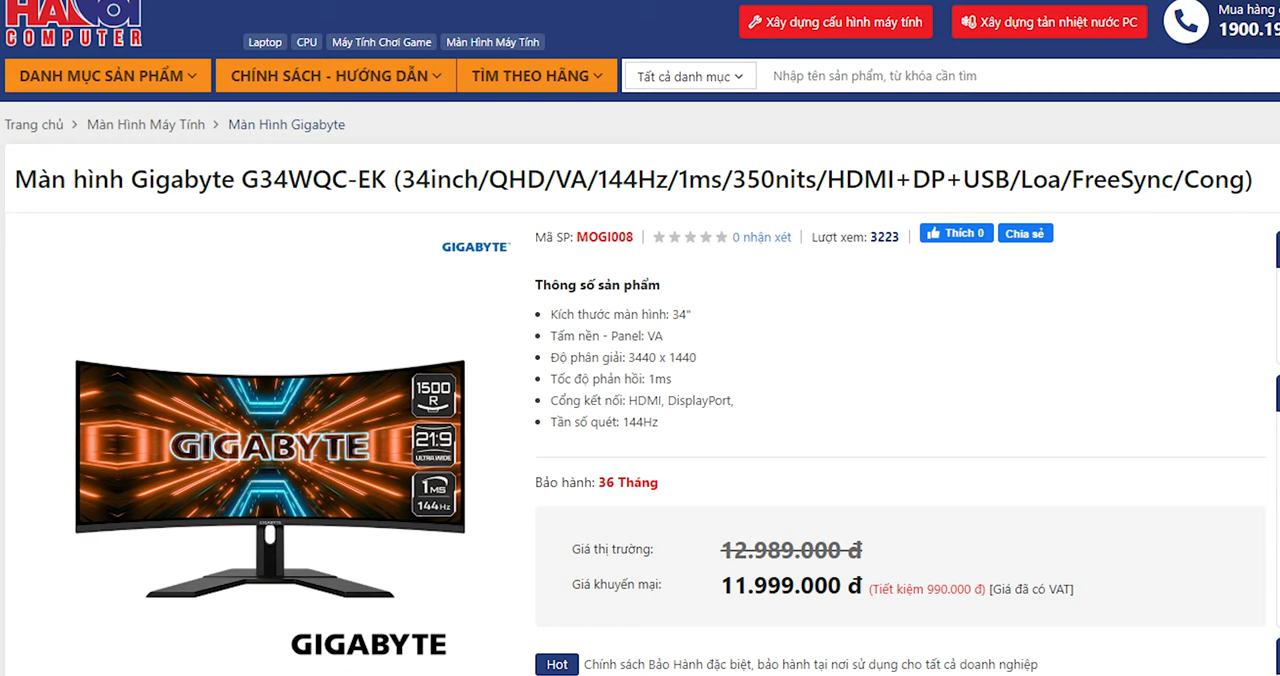 HANOI
COMPUTER
Laptop CPU Máy Tính Chơi Game Màn Hình Máy Tính
Xây dựng cấu hình máy tính
Xây dựng tản nhiệt nước PC
Mua hàng
1900.19
DANH MỤC SẢN PHẨM
CHÍNH SÁCH - HƯỚNG DẪN
TÌM THEO HÃNG
Tất cả danh mục
Nhập tên sản phẩm, từ khóa cần tìm
Trang chủ > Màn Hình Máy Tính > Màn Hình Gigabyte
Màn hình Gigabyte G34WQC-EK (34inch/QHD/VA/144Hz/1ms/350nits/HDMI+DP+USB/Loa/FreeSync/Cong)
GIGABYTE™
1500
R
GIGABYTE
21:9
ULTRA WIDE
1MS
144Hz
GIGABYTE
GIGABYTE
Mã SP: MOGI008 | 0 nhận xét | Lượt xem: 3223 |
Thích 0
Chia sẻ
Thông số sản phẩm
• Kích thước màn hình: 34"
• Tấm nền - Panel: VA
• Độ phân giải: 3440 x 1440
• Tốc độ phản hồi: 1ms
• Cổng kết nối: HDMI, DisplayPort,
• Tần số quét: 144Hz
Bảo hành: 36 Tháng
Giá thị trường: 12.989.000 đ
Giá khuyến mại: 11.999.000 đ (Tiết kiệm 990.000 đ) [Giá đã có VAT]
Hot Chính sách Bảo Hành đặc biệt, bảo hành tại nơi sử dụng cho tất cả doanh nghiệp